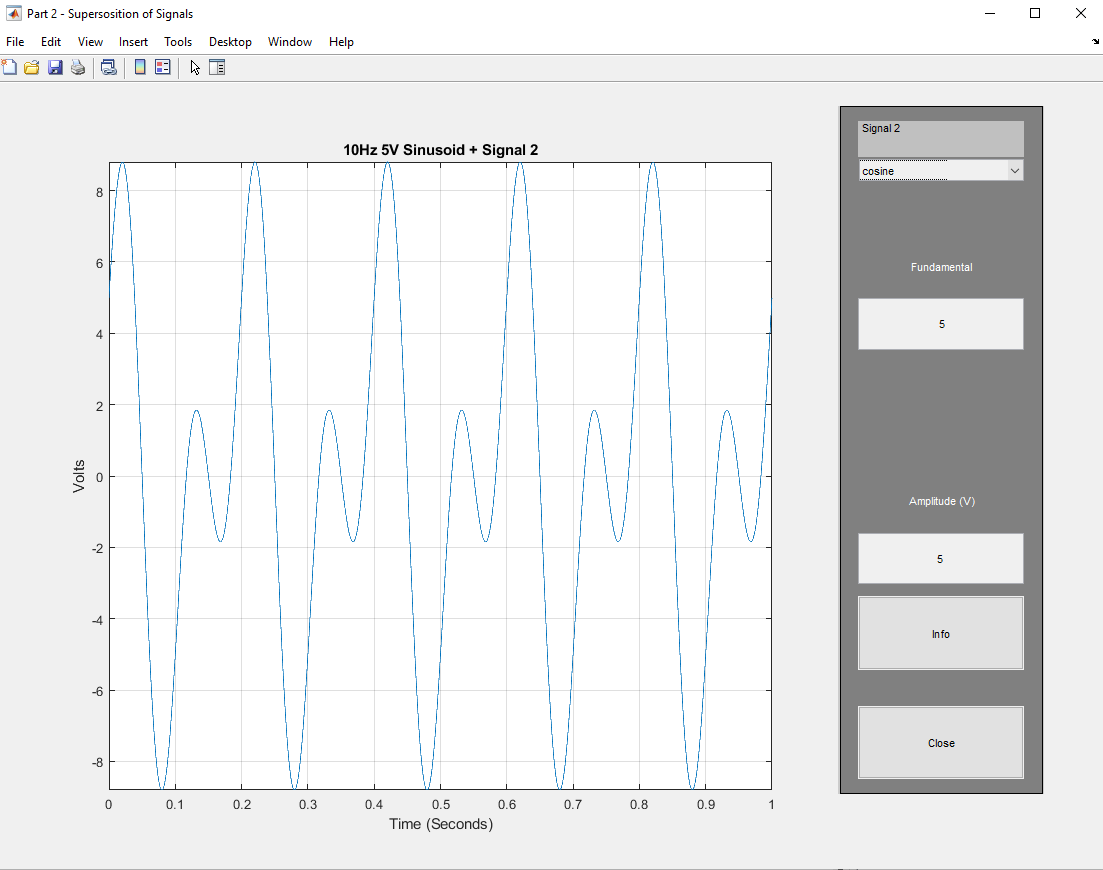 Part 2 - Supersosition of Signals
File Edit View Insert Tools Desktop Window Help
10Hz 5V Sinusoid + Signal 2
Volts
8
6
4
2
0
-2
-4
-6
-8
0 0.1 0.2 0.3 0.4 0.5 0.6 0.7 0.8 0.9 1
Time (Seconds)
Signal 2
cosine
Fundamental
5
Amplitude (V)
5
Info
Close